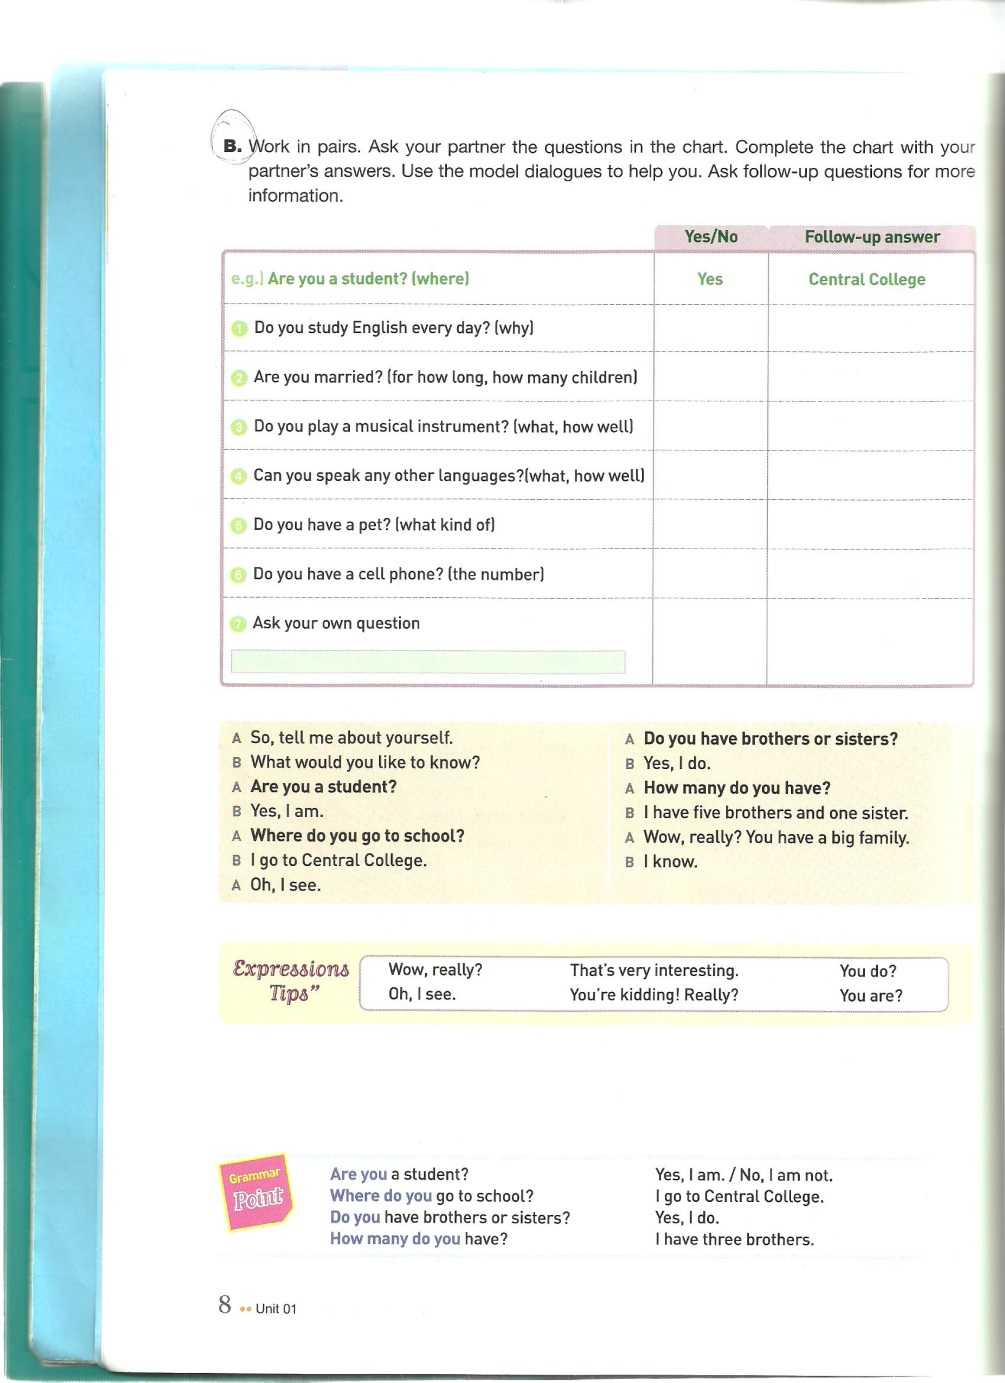 B. Work in pairs. Ask your partner the questions in the chart. Complete the chart with your
partner's answers. Use the model dialogues to help you. Ask follow-up questions for more
information.
Yes/No Follow-up answer
e.g.) Are you a student? (where) Yes Central College
1 Do you study English every day? (why)
2 Are you married? (for how long, how many children)
3 Do you play a musical instrument? (what, how well)
4 Can you speak any other languages?(what, how well)
5 Do you have a pet? (what kind of)
6 Do you have a cell phone? (the number)
7 Ask your own question
A So, tell me about yourself.
B What would you like to know?
A Are you a student?
B Yes, I am.
A Where do you go to school?
B I go to Central College.
A Oh, I see.
A Do you have brothers or sisters?
B Yes, I do.
A How many do you have?
B I have five brothers and one sister.
A Wow, really? You have a big family.
B I know.
Expressions
Tips”
Wow, really? That's very interesting. You do?
Oh, I see. You're kidding! Really? You are?
Grammar
Point
Are you a student? Yes, I am. / No, I am not.
Where do you go to school? I go to Central College.
Do you have brothers or sisters? Yes, I do.
How many do you have? I have three brothers.
8 •• Unit 01